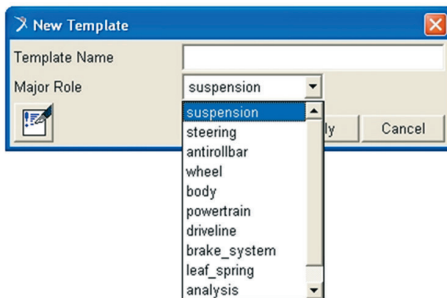 New Template
Template Name
Major Role suspension
suspension
steering
ly Cancel
antirollbar
wheel
body
powertrain
driveline
brake_system
leaf_spring
analysis